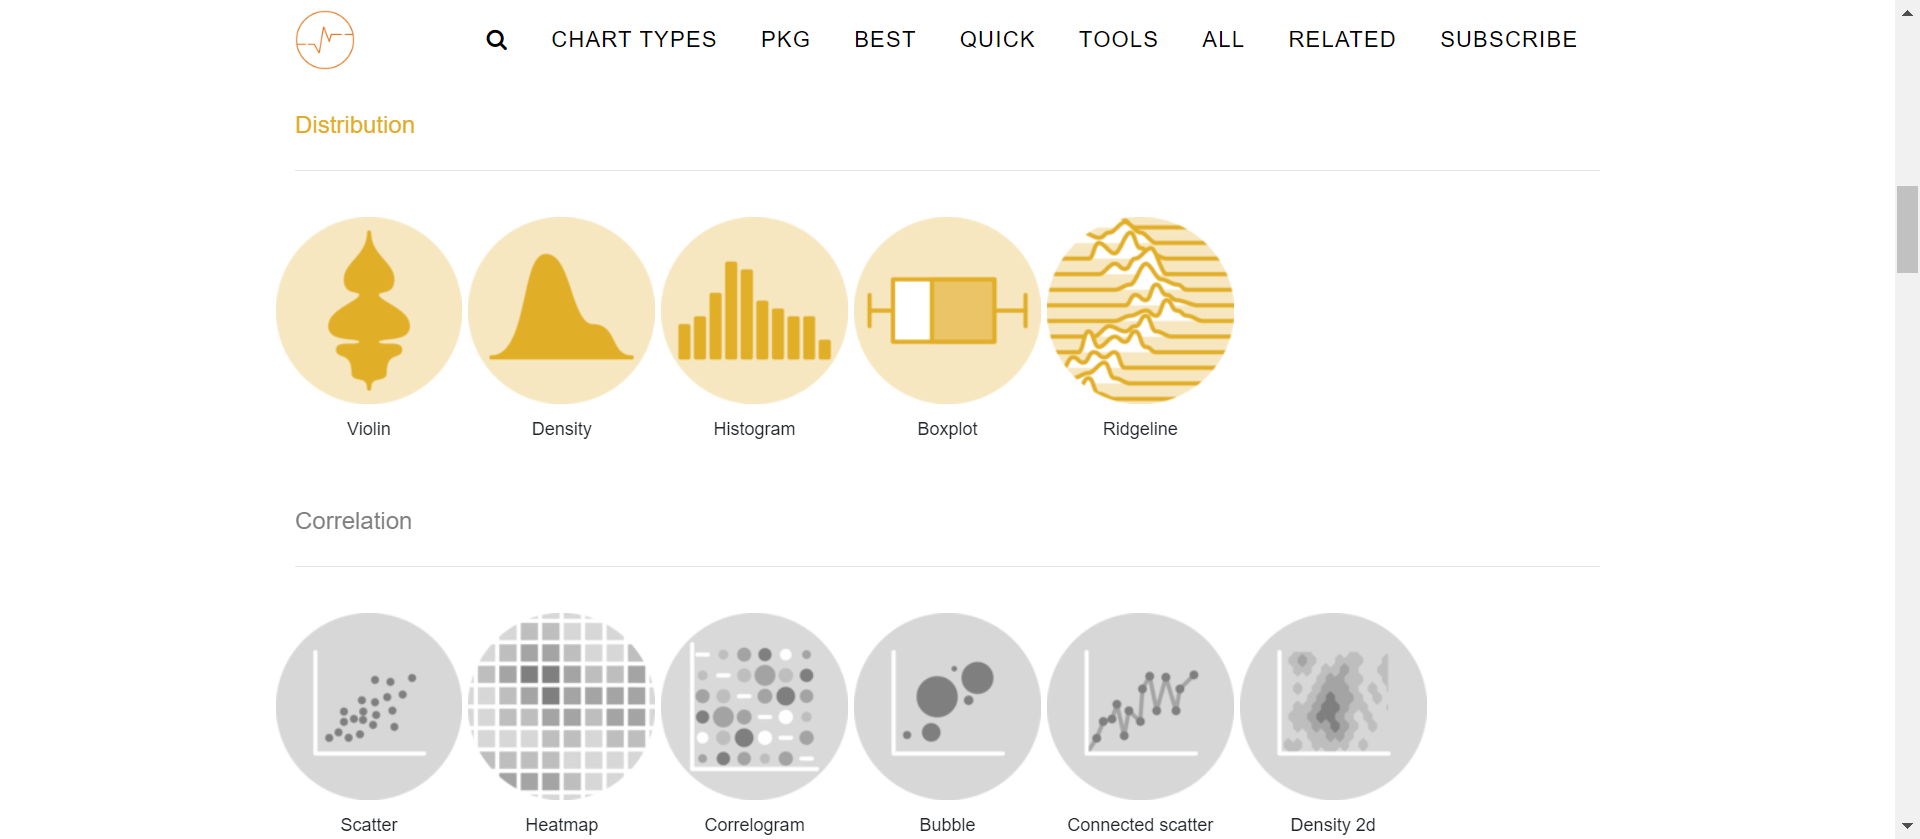 CHART TYPES PKG BEST QUICK TOOLS ALL RELATED SUBSCRIBE
Distribution
Violin Density Histogram Boxplot Ridgeline
Correlation
Scatter Heatmap Correlogram Bubble Connected scatter Density 2d